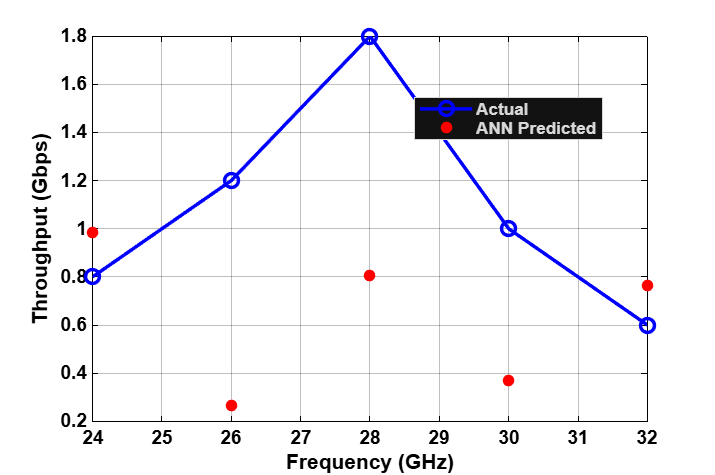 1.8
1.6
1.4
1.2
1
0.8
0.6
0.4
0.2
Throughput (Gbps)
Actual
ANN Predicted
24 25 26 27 28 29 30 31 32
Frequency (GHz)